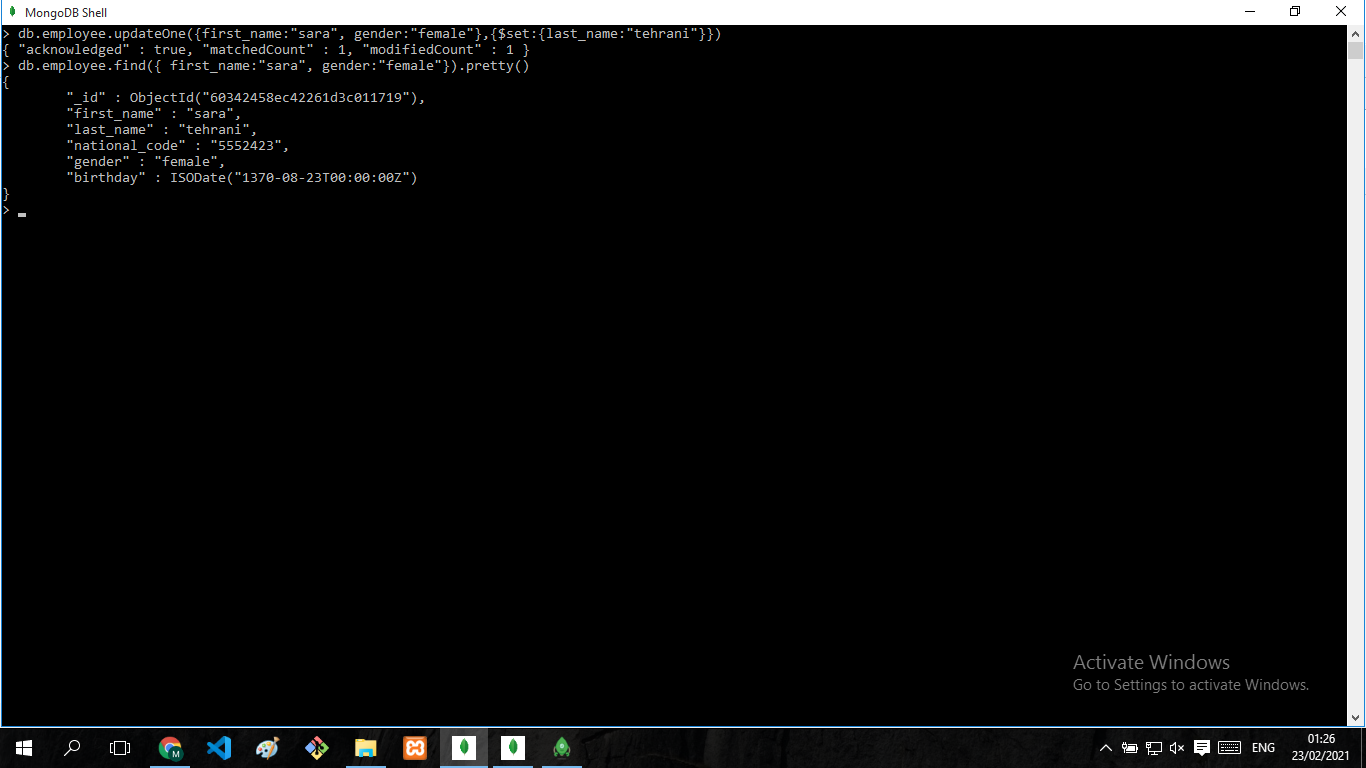 MongoDB Shell
> db.employee.updateOne({first_name:"sara", gender:"female"},{$set:{last_name:"tehrani"}})
{ "acknowledged" : true, "matchedCount" : 1, "modifiedCount" : 1 }
> db.employee.find({ first_name:"sara", gender:"female"}).pretty()
{
        "_id" : ObjectId("60342458ec42261d3c011719"),
        "first_name" : "sara",
        "last_name" : "tehrani",
        "national_code" : "5552423",
        "gender" : "female",
        "birthday" : ISODate("1370-08-23T00:00:00Z")
}
>
Activate Windows
Go to Settings to activate Windows.
M
ENG
01:26
23/02/2021